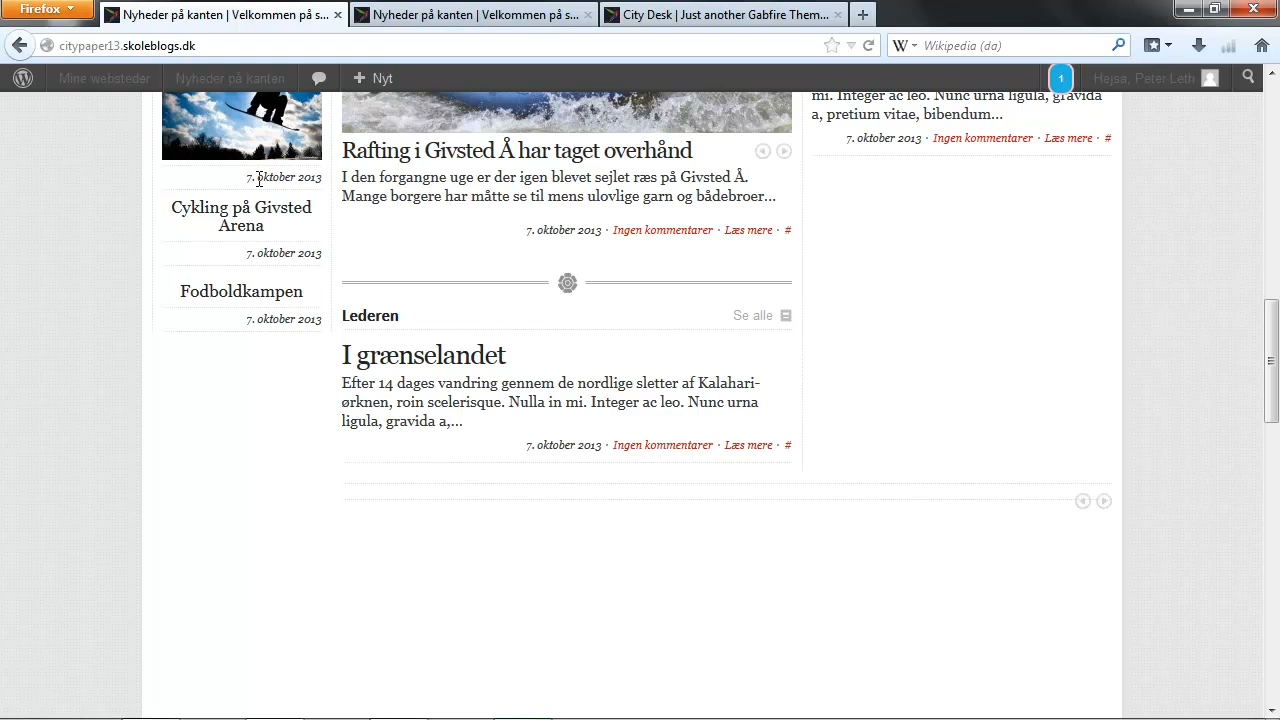 Firefox
Nyheder på kanten | Velkommen på s...
Nyheder på kanten | Velkommen på s...
City Desk | Just another Gabfire Them...
citypaper13.skoleblogs.dk
W
Wikipedia (da)
Mine websteder
Nyheder på kanten
Nyt
1
Hejsa, Peter Leth
7. oktober 2013
Cykling på Givsted
Arena
7. oktober 2013
Fodboldkampen
7. oktober 2013
Rafting i Givsted Å har taget overhånd
I den forgangne uge er der igen blevet sejlet ræs på Givsted Å.
Mange borgere har måtte se til mens ulovlige garn og bådebroer...
7. oktober 2013 · Ingen kommentarer · Læs mere · #
Lederen
Se alle
I grænselandet
Efter 14 dages vandring gennem de nordlige sletter af Kalahari-
ørknen, roin scelerisque. Nulla in mi. Integer ac leo. Nunc urna
ligula, gravida a,...
7. oktober 2013 · Ingen kommentarer · Læs mere · #
mi. Integer ac leo. Nunc urna ligula, gravida
a, pretium vitae, bibendum...
7. oktober 2013 · Ingen kommentarer · Læs mere · #